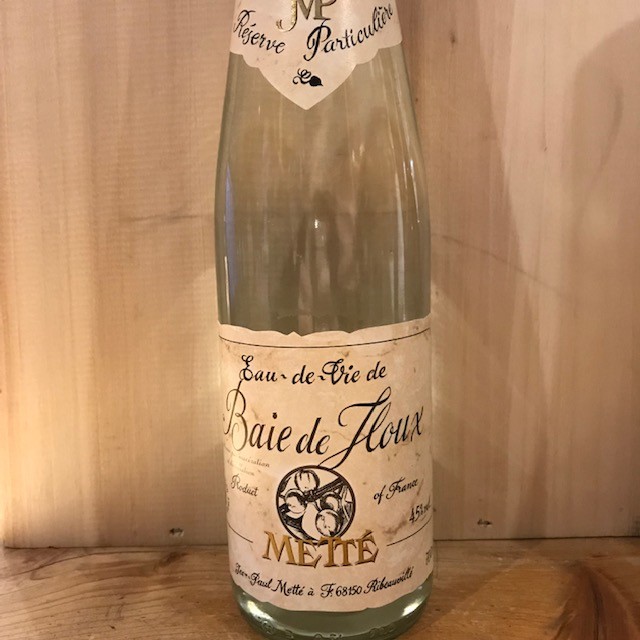 JMP
Réserve Particulière
Eau-de-Vie de
Baie de Houx
Product of France
45%vol
METTÉ
Jean-Paul Metté à F. 68150 Ribeauvillé